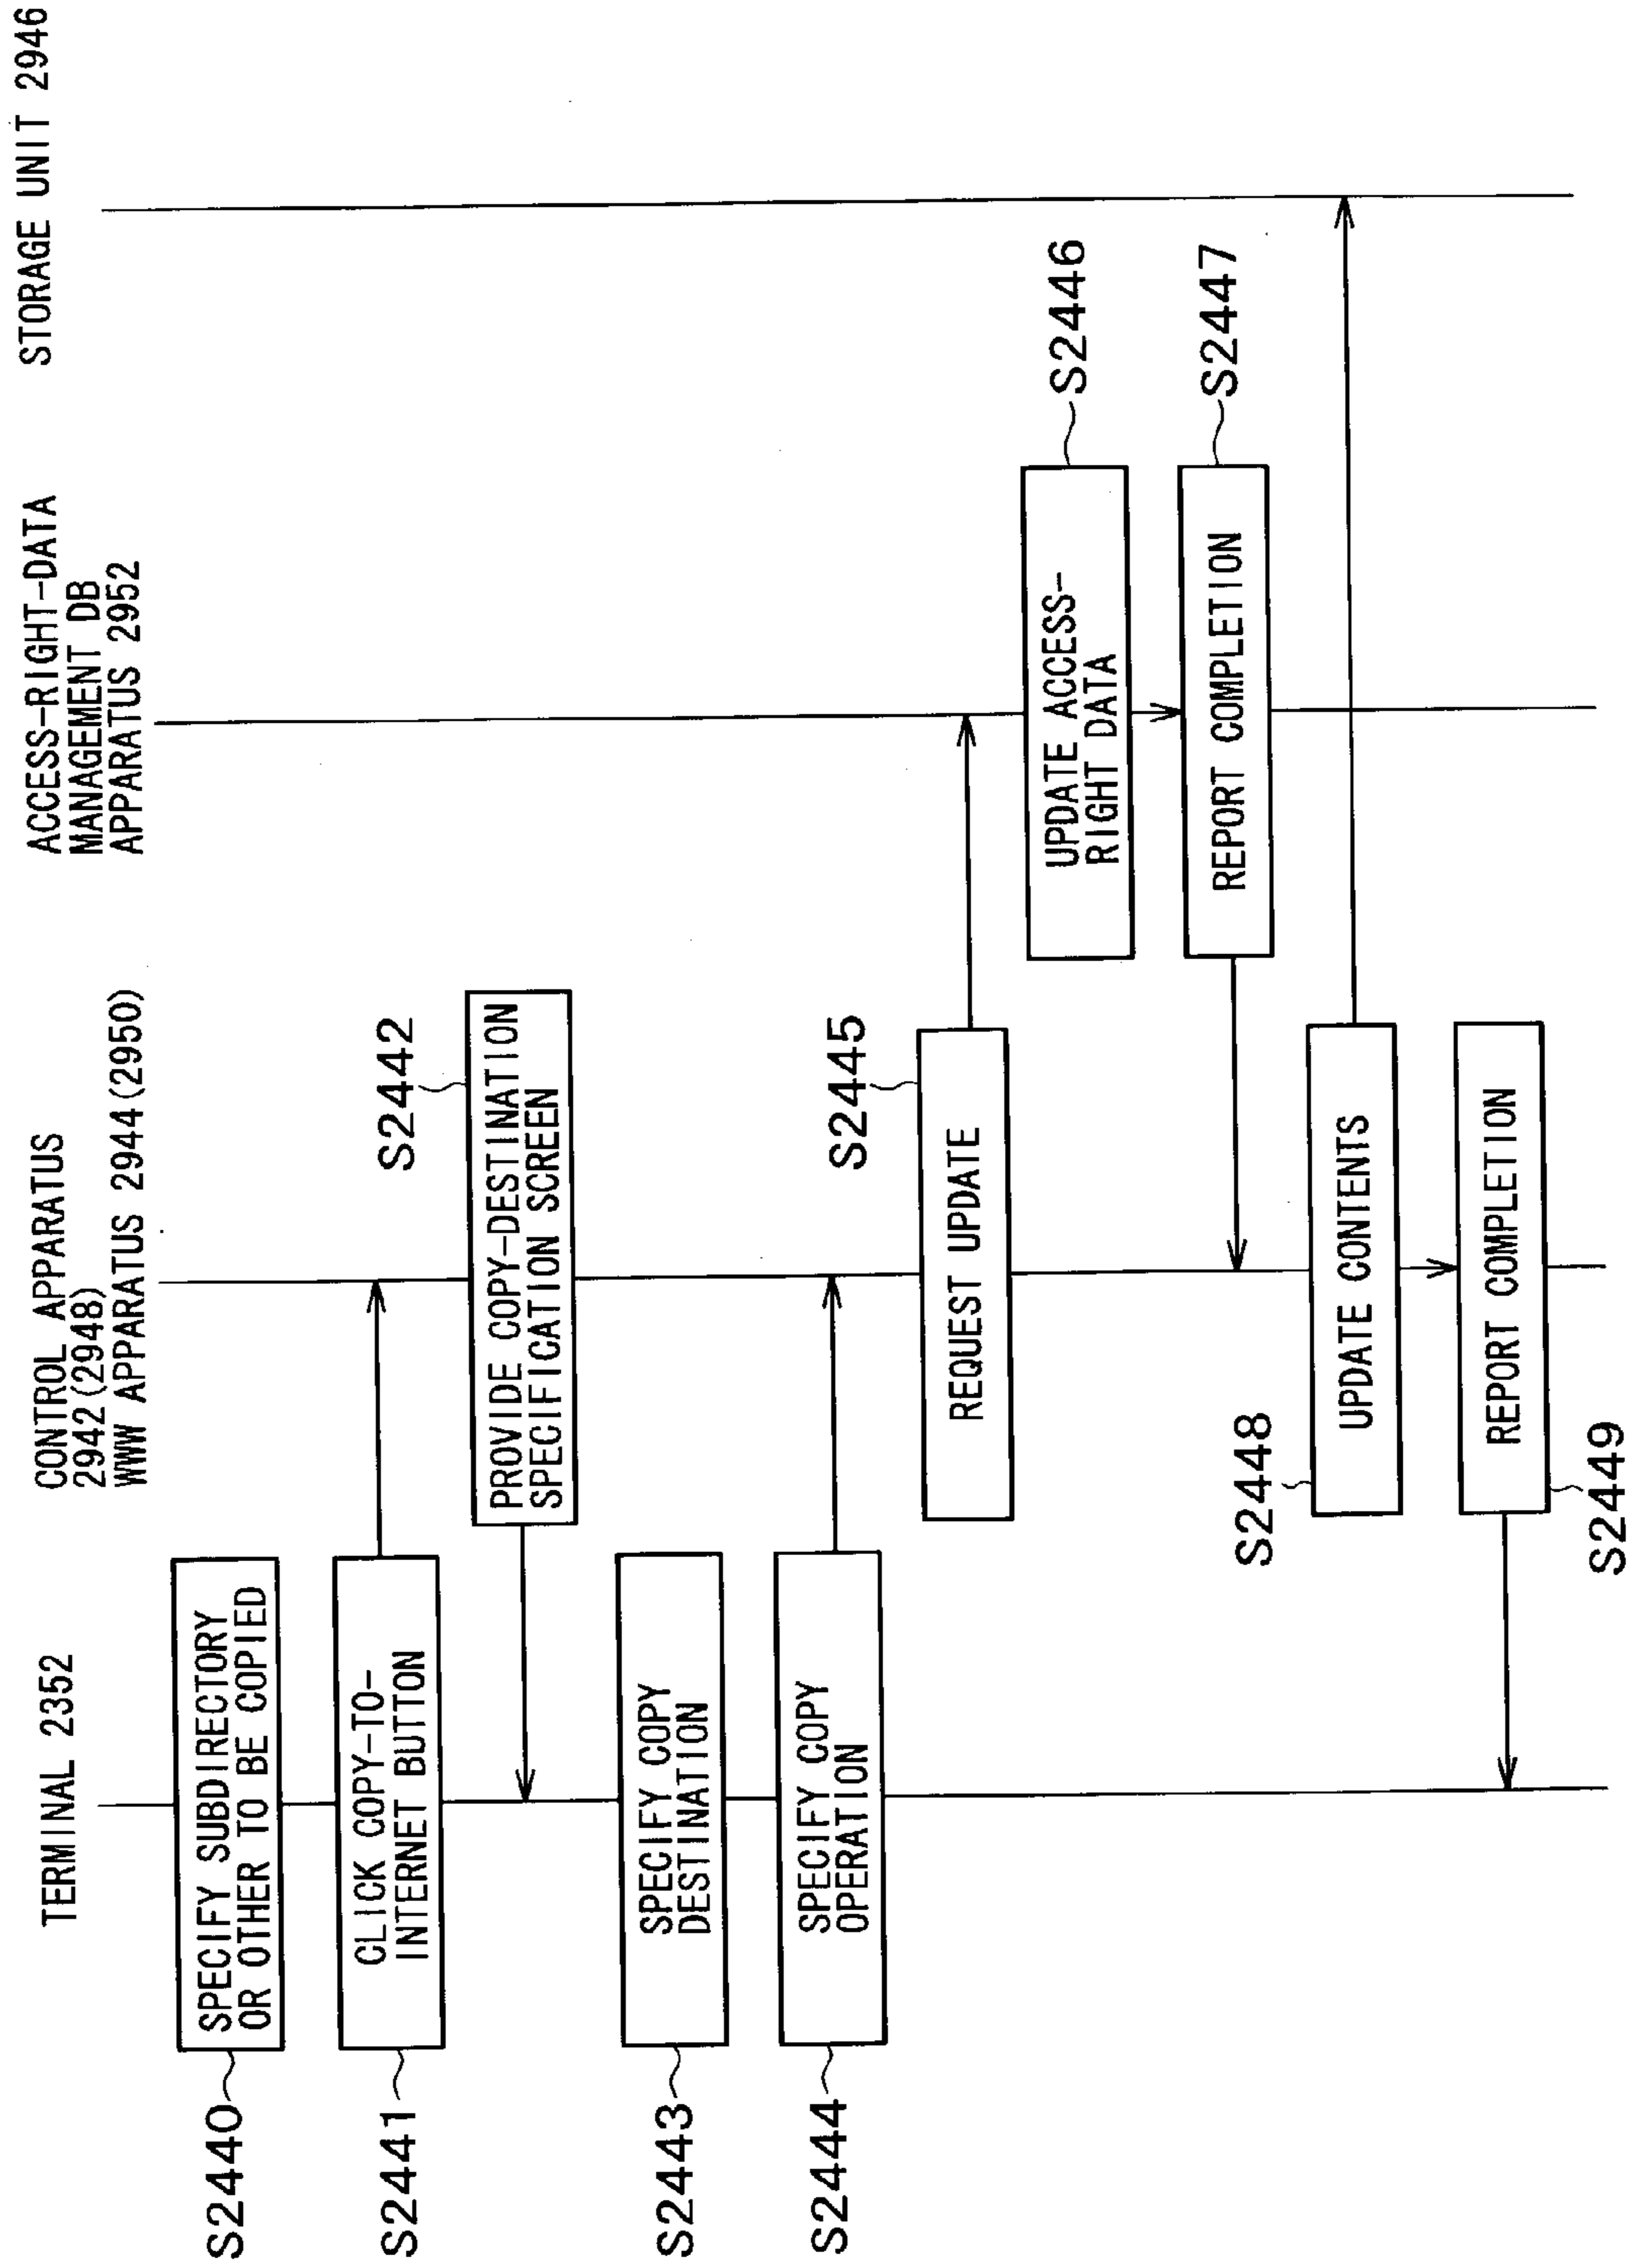 TERMINAL 2352
CONTROL APPARATUS
2942(2948)
WWW APPARATUS 2944(2950)
ACCESS-RIGHT-DATA
MANAGEMENT DB
APPARATUS 2952
STORAGE UNIT 2946
S2440
SPECIFY SUBDIRECTORY
OR OTHER TO BE COPIED
S2441
CLICK COPY-TO-
INTERNET BUTTON
S2442
PROVIDE COPY-DESTINATION
SPECIFICATION SCREEN
S2443
SPECIFY COPY
DESTINATION
S2444
SPECIFY COPY
OPERATION
S2445
REQUEST UPDATE
S2446
UPDATE ACCESS-
RIGHT DATA
S2447
REPORT COMPLETION
S2448
UPDATE CONTENTS
S2449
REPORT COMPLETION